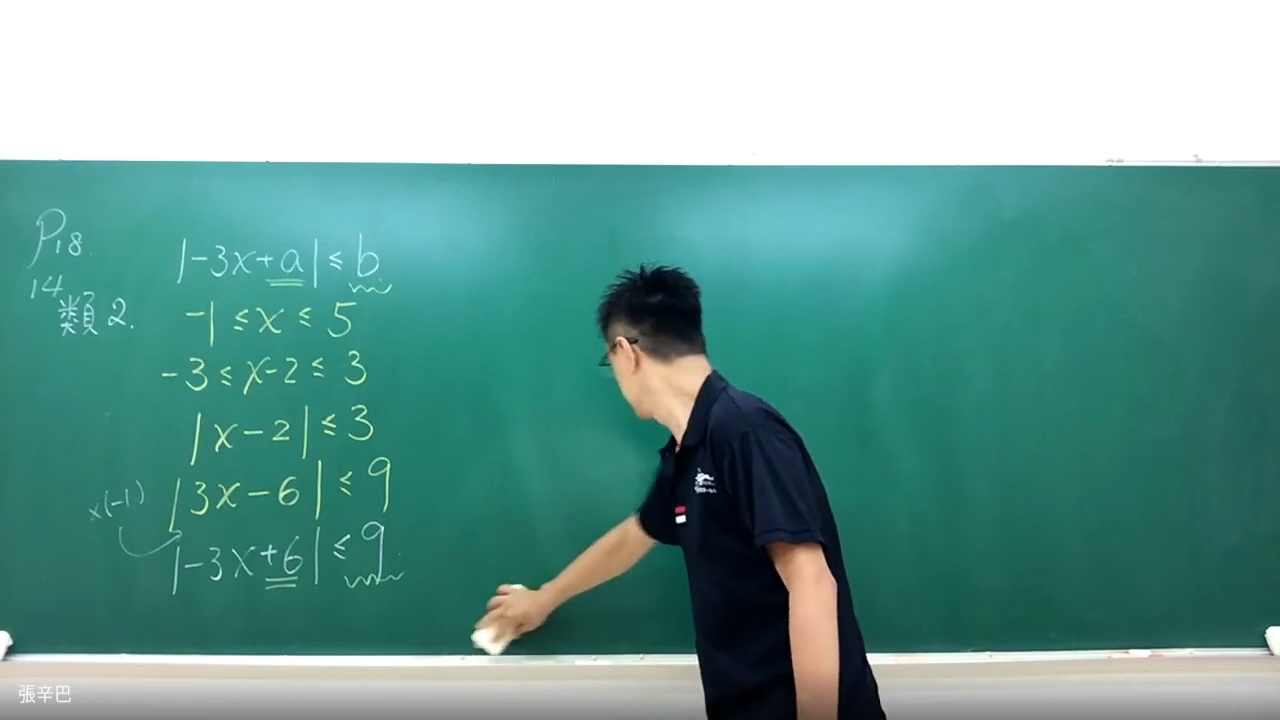 P18.
14
類2.
|-3x+a| ≤ b
-1 ≤ x ≤ 5
-3 ≤ x-2 ≤ 3
|x-2| ≤ 3
|3x-6| ≤ 9
x(-1)
|-3x+6| ≤ 9.
張辛巴